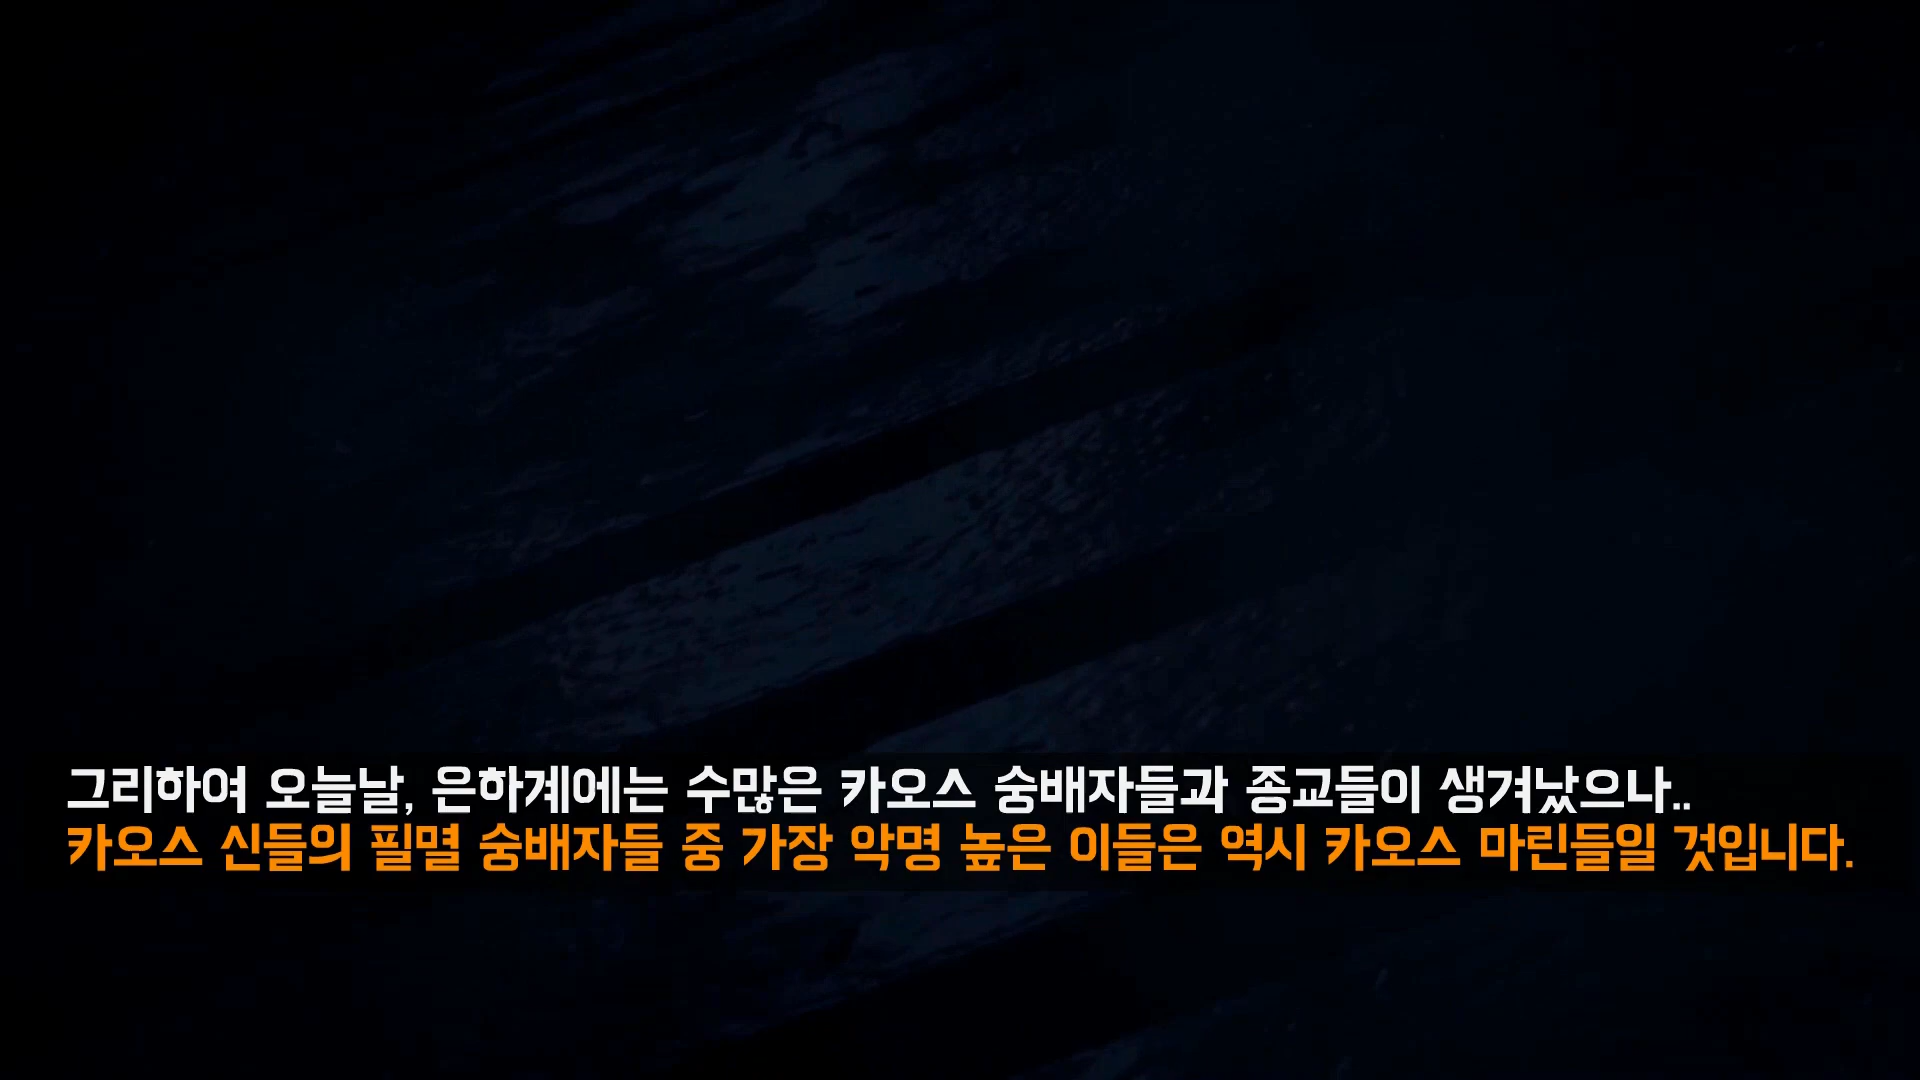 그리하여 오늘날, 은하계에는 수많은 카오스 숭배자들과 종교들이 생겨났으나..
카오스 신들의 필멸 숭배자들 중 가장 악명 높은 이들은 역시 카오스 마린들일 것입니다.